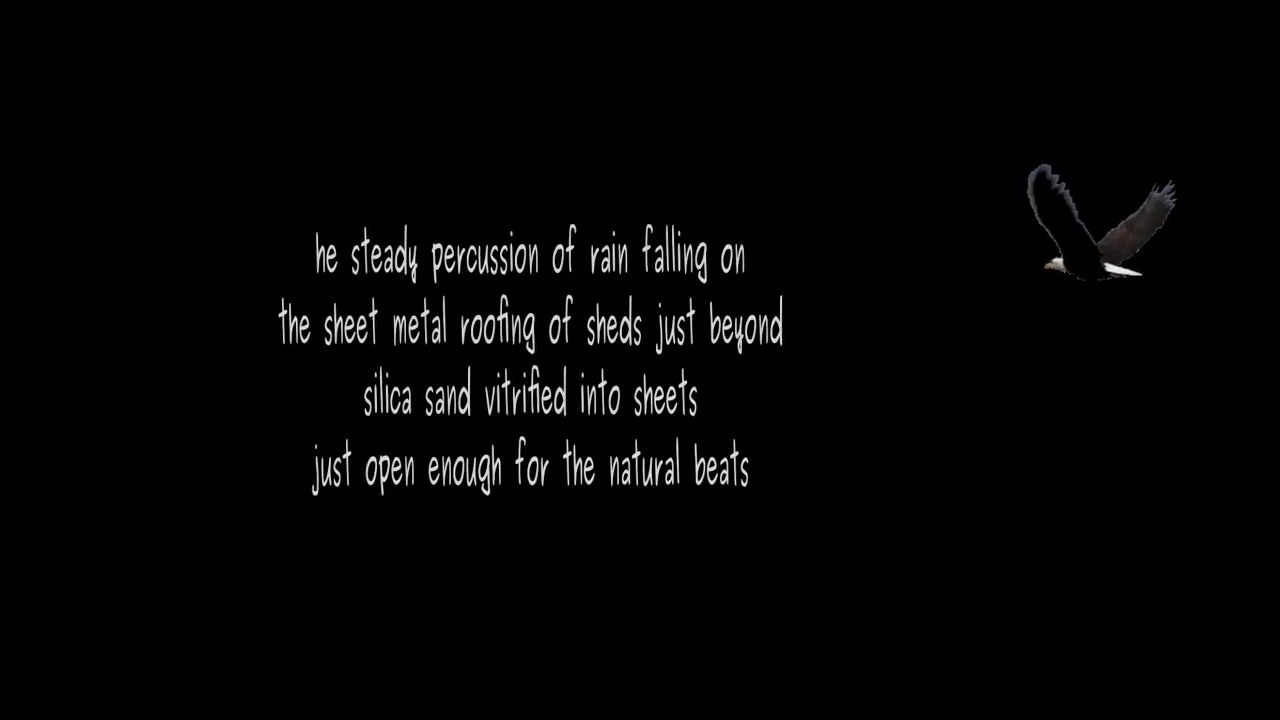 he steady percussion of rain falling on
the sheet metal roofing of sheds just beyond
silica sand vitrified into sheets
just open enough for the natural beats